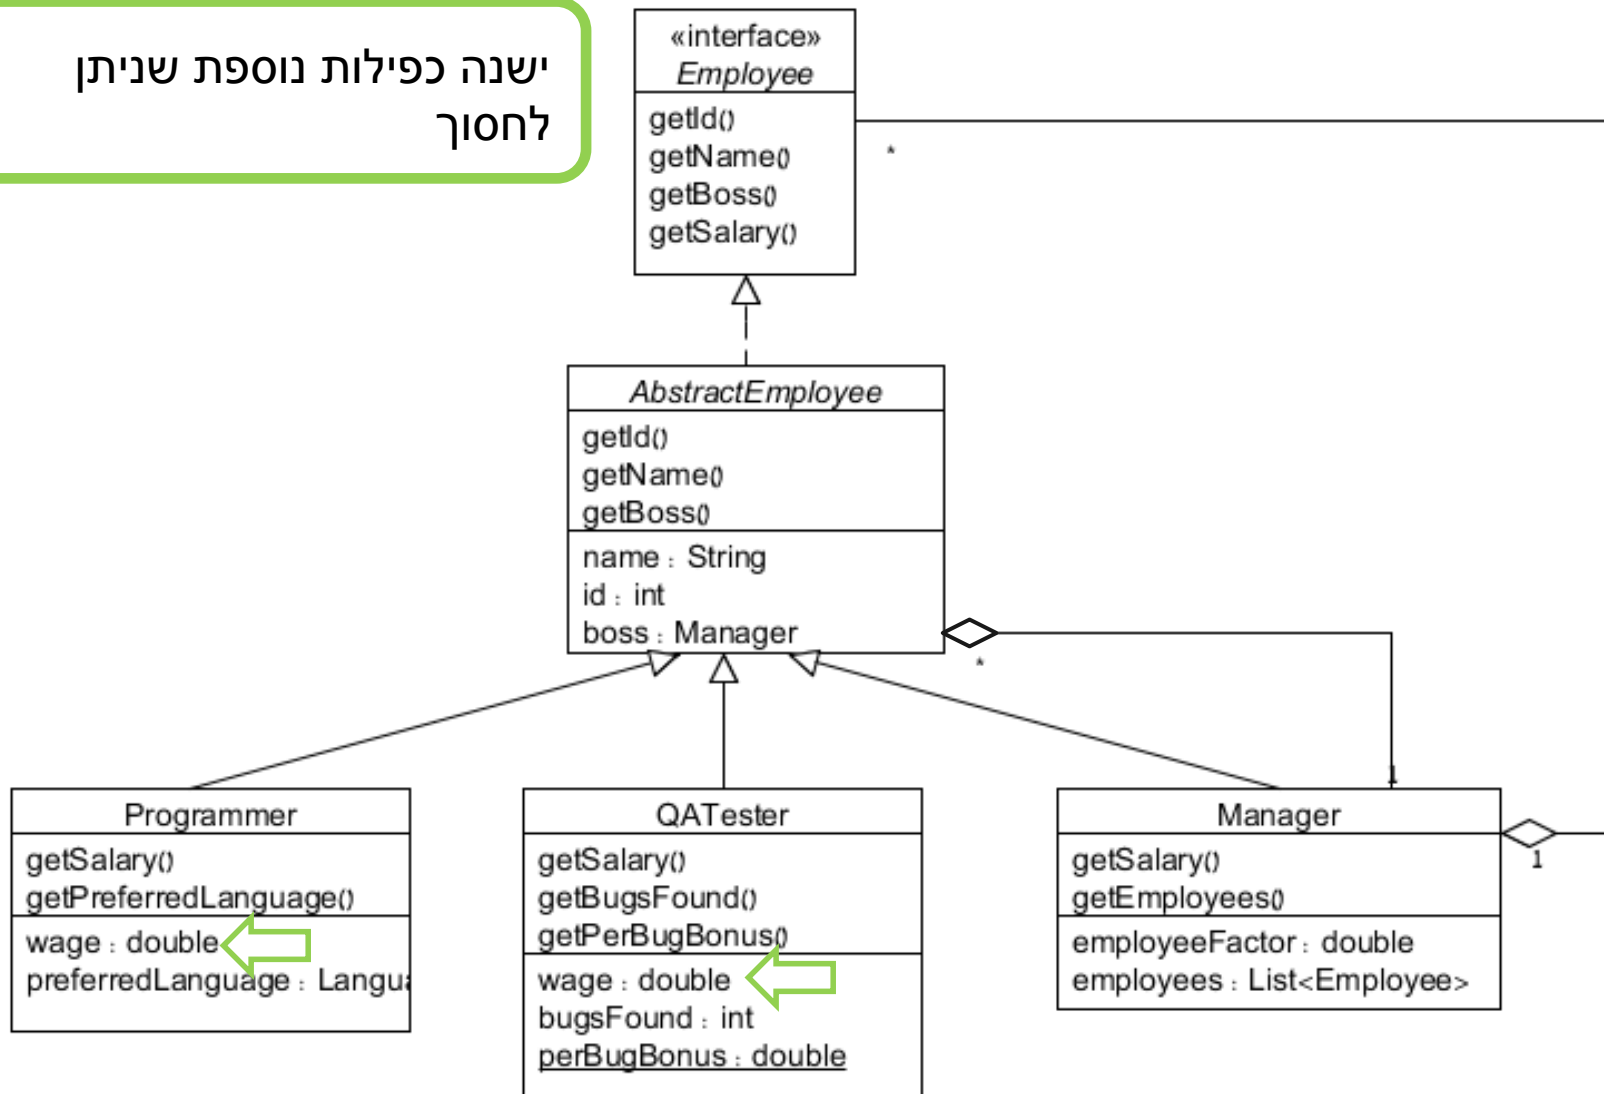 ישנה כפילות נוספת שניתן
לחסוך
«interface»
Employee
getId()
getName()
getBoss()
getSalary()
*
AbstractEmployee
getId()
getName()
getBoss()
name : String
id : int
boss : Manager
*
1
Programmer
getSalary()
getPreferredLanguage()
wage : double
preferredLanguage : Langua
QATester
getSalary()
getBugsFound()
getPerBugBonus()
wage : double
bugsFound : int
perBugBonus : double
Manager
getSalary()
getEmployees()
employeeFactor : double
employees : List<Employee>
1